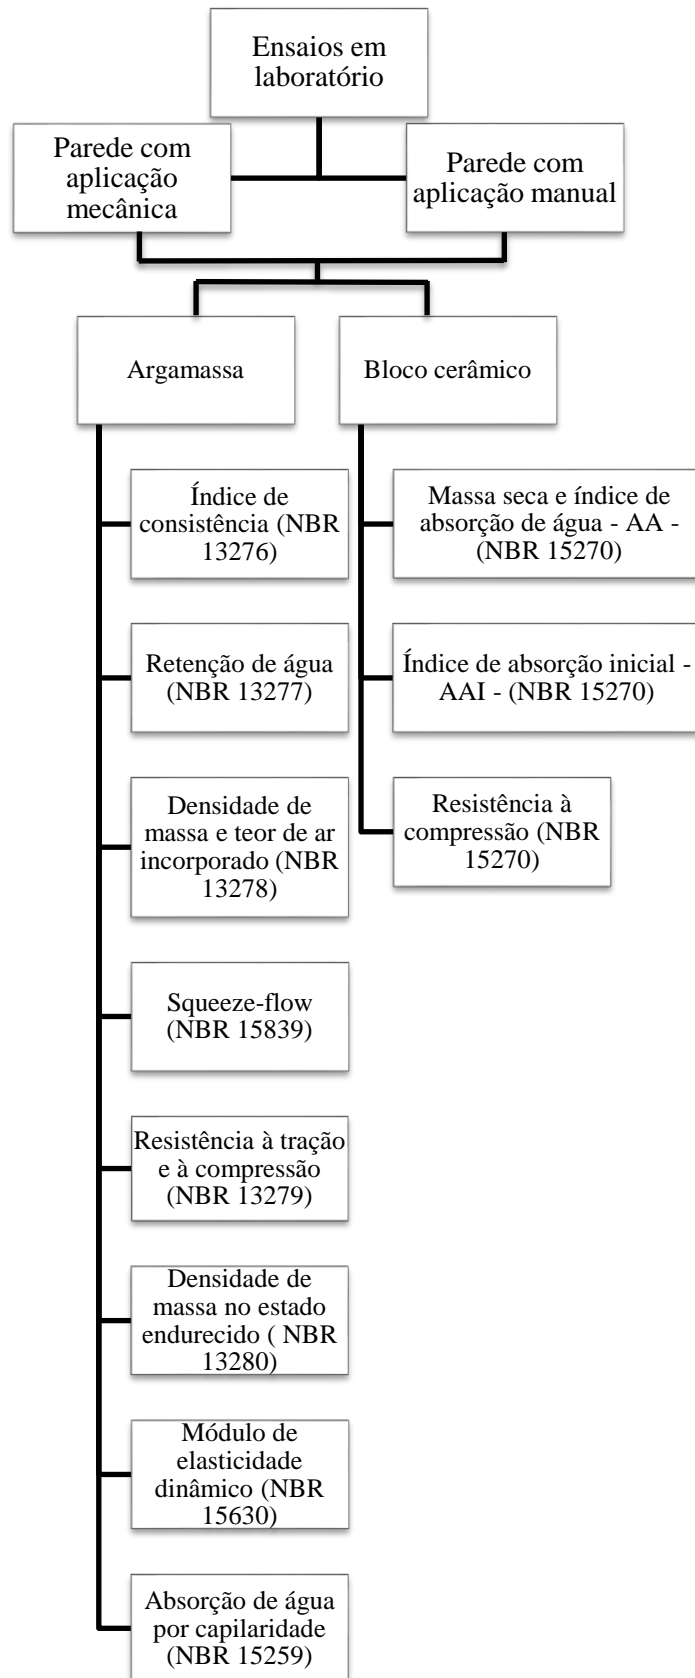 Ensaios em
laboratório
Parede com
aplicação
mecânica
Parede com
aplicação manual
Argamassa
Bloco cerâmico
Índice de
consistência (NBR
13276)
Retenção de água
(NBR 13277)
Densidade de
massa e teor de ar
incorporado (NBR
13278)
Squeeze-flow
(NBR 15839)
Resistência à tração
e à compressão
(NBR 13279)
Densidade de
massa no estado
endurecido ( NBR
13280)
Módulo de
elasticidade
dinâmico (NBR
15630)
Absorção de água
por capilaridade
(NBR 15259)
Massa seca e índice de
absorção de água - AA -
(NBR 15270)
Índice de absorção inicial -
AAI - (NBR 15270)
Resistência à
compressão (NBR
15270)